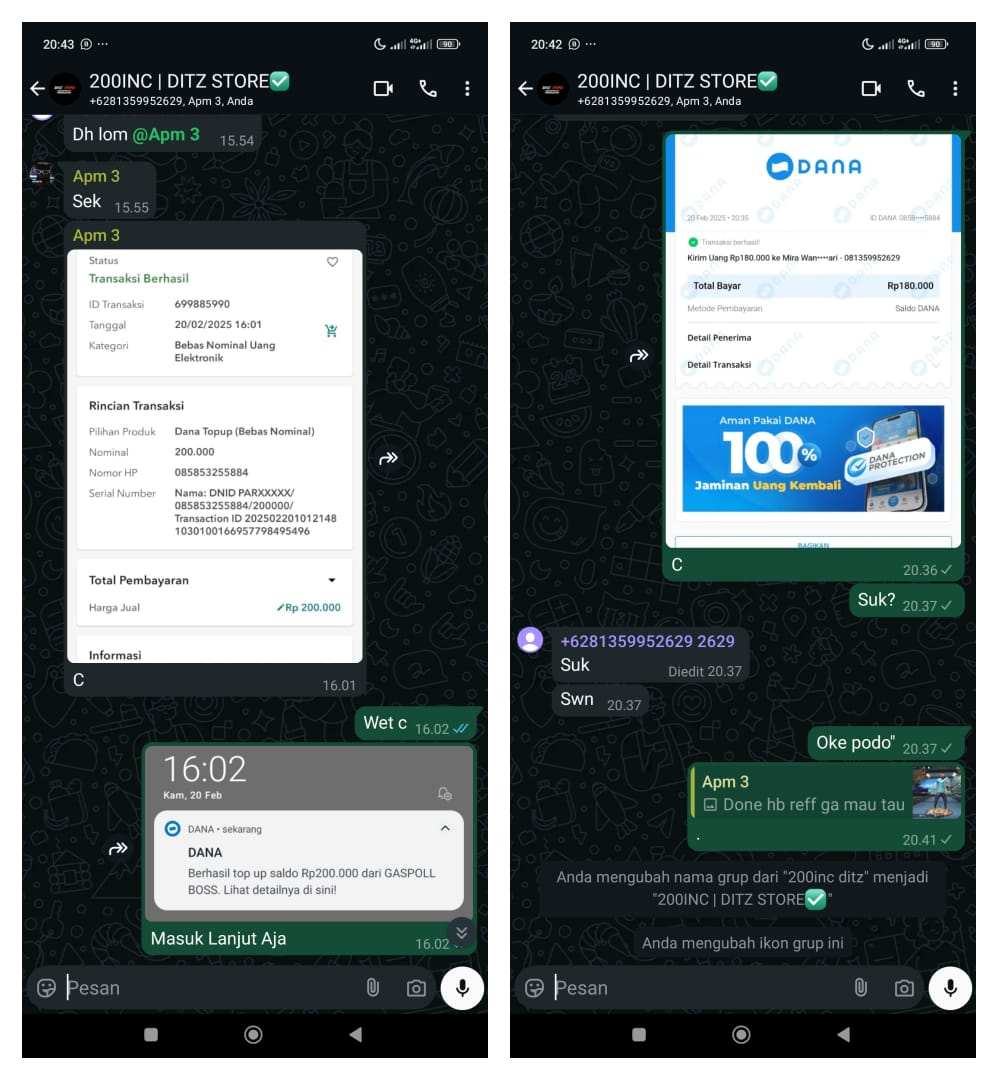 20:43
90
200INC | DITZ STORE✅
+6281359952629, Apm 3, Anda
Dh lom @Apm 3 15.54
Apm 3
Sek 15.55
Apm 3
Status
Transaksi Berhasil
ID Transaksi 699885990
Tanggal 20/02/2025 16:01
Kategori Bebas Nominal Uang
Elektronik
Rincian Transaksi
Pilihan Produk Dana Topup (Bebas Nominal)
Nominal 200.000
Nomor HP 085853255884
Serial Number Nama: DNID PARXXXXX/
085853255884/200000/
Transaction ID 202502201012148
1030100166957798495496
Total Pembayaran
Harga Jual Rp 200.000
Informasi
C 16.01
Wet c 16.02
16:02
Kam, 20 Feb
DANA • sekarang
DANA
Berhasil top up saldo Rp200.000 dari GASPOLL
BOSS. Lihat detailnya di sini!
Masuk Lanjut Aja 16.02
Pesan
20:42
90
200INC | DITZ STORE✅
+6281359952629, Apm 3, Anda
DANA
20 Feb 2025 • 20:35 ID DANA 0858••••5884
Transaksi berhasil!
Kirim Uang Rp180.000 ke Mira Wan••••ari - 081359952629
Total Bayar Rp180.000
Metode Pembayaran Saldo DANA
Detail Penerima
Detail Transaksi
Aman Pakai DANA
100%
Jaminan Uang Kembali
DANA
PROTECTION
BAGIKAN
C 20.36
Suk? 20.37
+6281359952629 2629
Suk Diedit 20.37
Swn 20.37
Oke podo" 20.37
Apm 3
Done hb reff ga mau tau
. 20.41
Anda mengubah nama grup dari "200inc ditz" menjadi
"200INC | DITZ STORE✅"
Anda mengubah ikon grup ini
Pesan